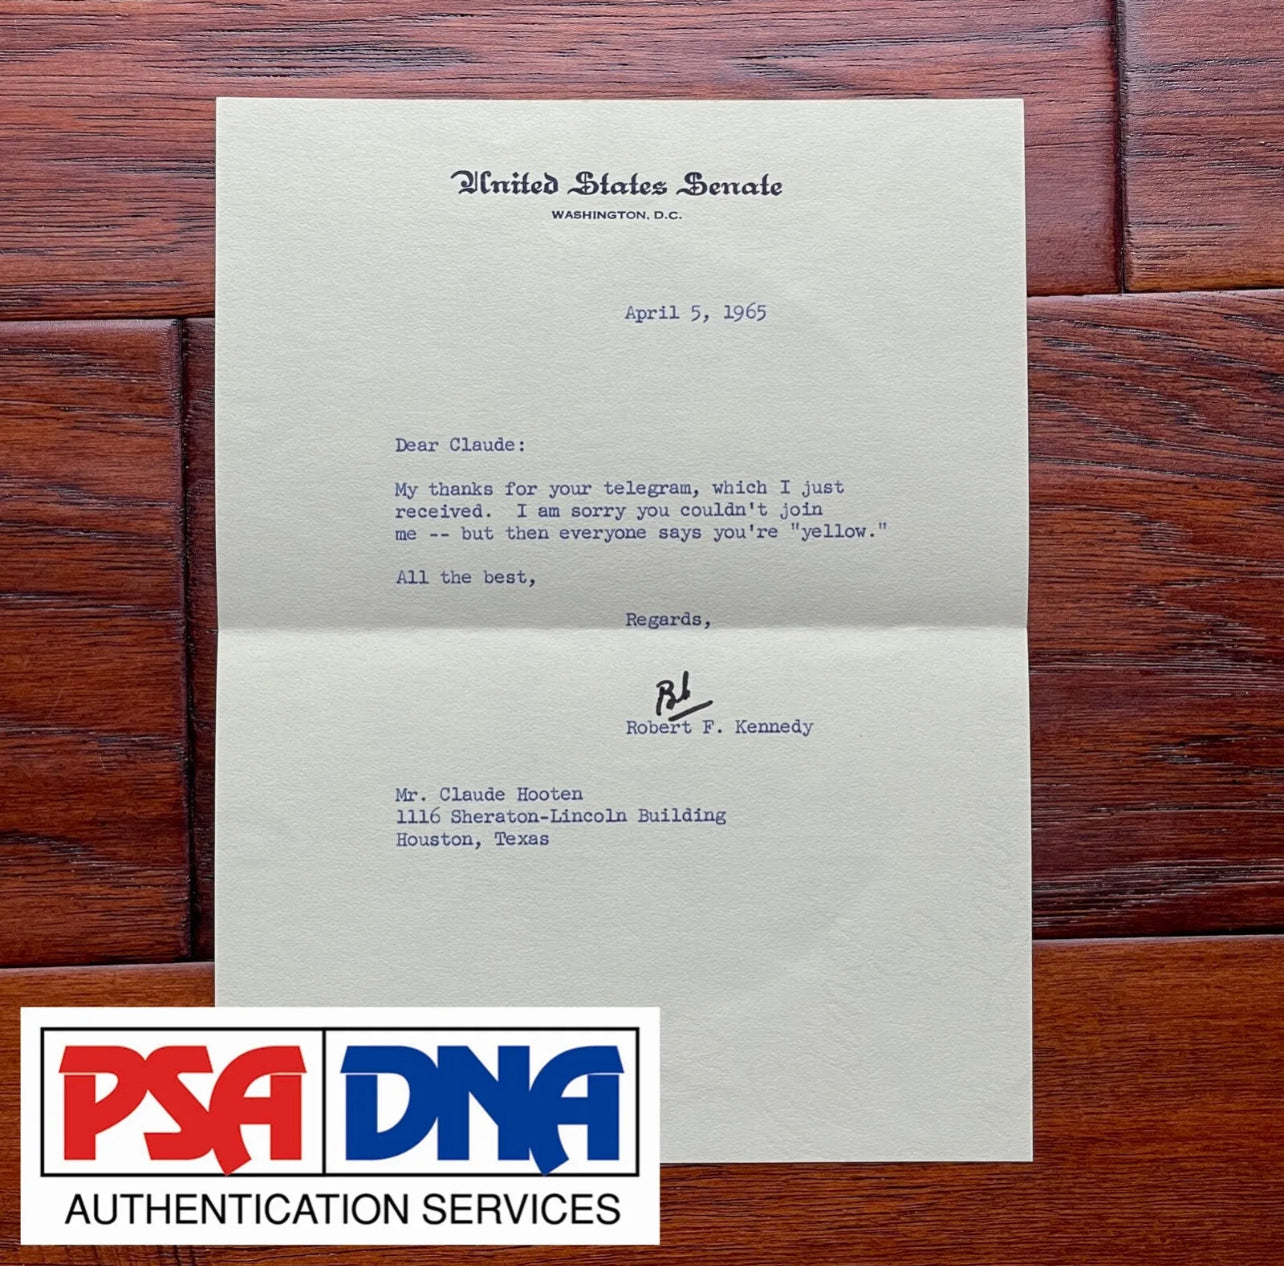 United States Senate
WASHINGTON, D.C.
April 5, 1965
Dear Claude:
My thanks for your telegram, which I just
received.  I am sorry you couldn't join
me -- but then everyone says you're "yellow."
All the best,
Regards,
Bob
Robert F. Kennedy
Mr. Claude Hooten
1116 Sheraton-Lincoln Building
Houston, Texas
PSA DNA
AUTHENTICATION SERVICES